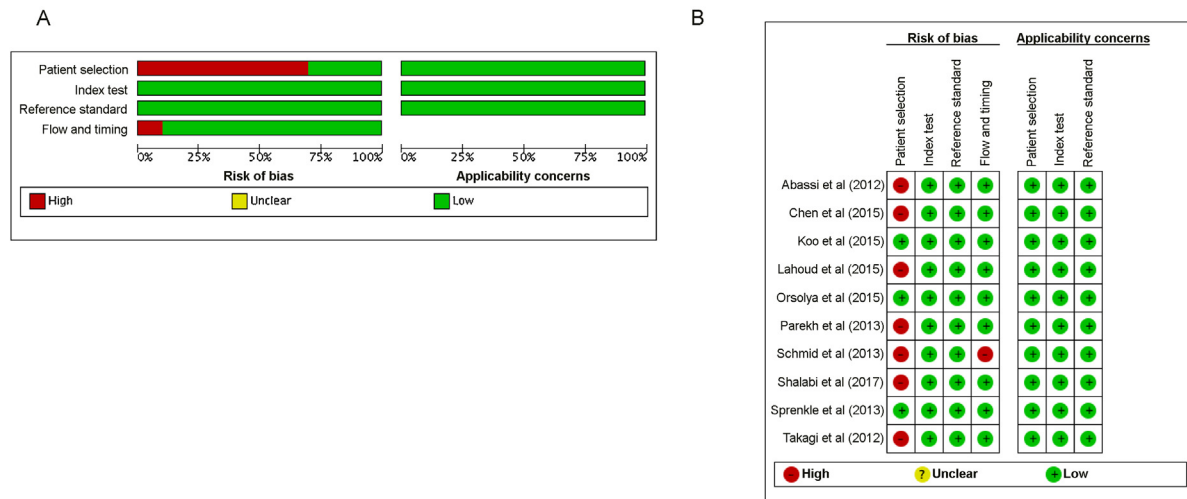 A
Patient selection
Index test
Reference standard
Flow and timing
0% 25% 50% 75% 100% 0% 25% 50% 75% 100%
Risk of bias Applicability concerns
High Unclear Low
B
Risk of bias Applicability concerns
Patient selection Index test Reference standard Flow and timing Patient selection Index test Reference standard
Abassi et al (2012) - + + + + + +
Chen et al (2015) - + + + + + +
Koo et al (2015) + + + + + + +
Lahoud et al (2015) - + + + + + +
Orsolya et al (2015) + + + + + + +
Parekh et al (2013) - + + + + + +
Schmid et al (2013) - + + - + + +
Shalabi et al (2017) - + + + + + +
Sprenkle et al (2013) + + + + + + +
Takagi et al (2012) - + + + + + +
- High ? Unclear + Low